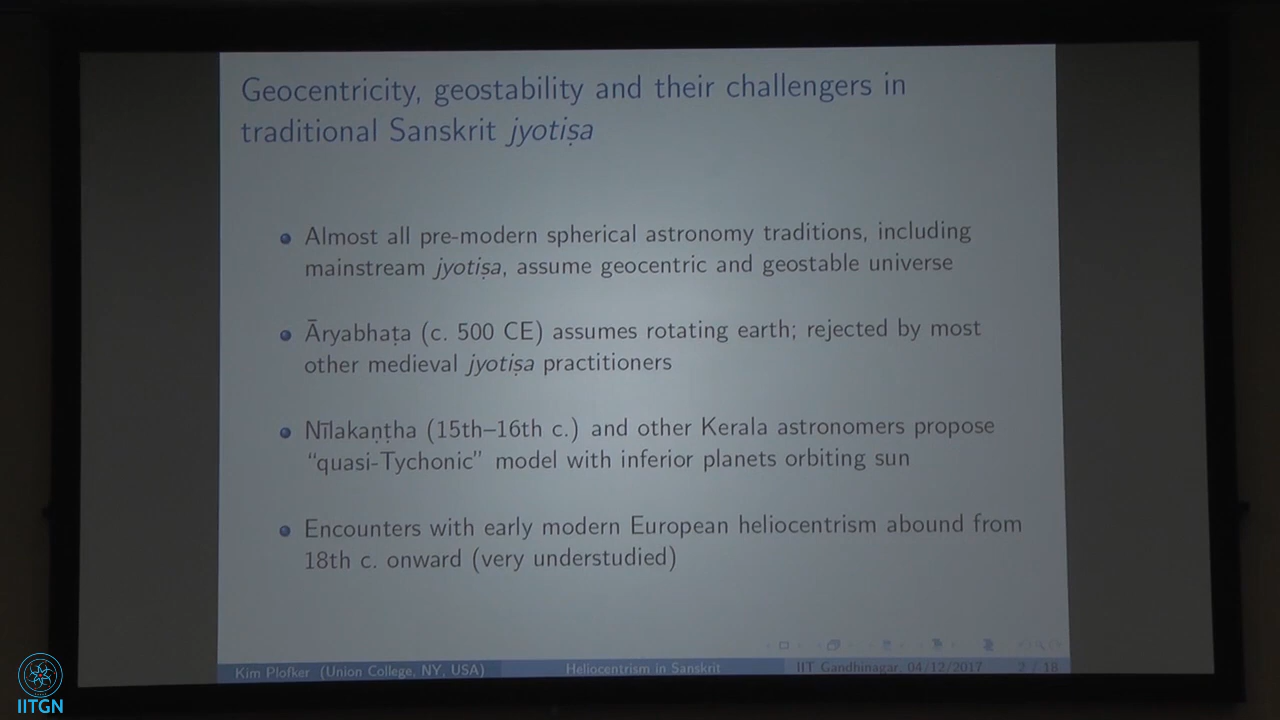 Geocentricity, geostability and their challengers in
traditional Sanskrit jyotiṣa
• Almost all pre-modern spherical astronomy traditions, including
mainstream jyotiṣa, assume geocentric and geostable universe
• Āryabhaṭa (c. 500 CE) assumes rotating earth; rejected by most
other medieval jyotiṣa practitioners
• Nīlakaṇṭha (15th–16th c.) and other Kerala astronomers propose
“quasi-Tychonic” model with inferior planets orbiting sun
• Encounters with early modern European heliocentrism abound from
18th c. onward (very understudied)
Kim Plofker (Union College, NY, USA) Heliocentrism in Sanskrit IIT Gandhinagar, 04/12/2017 2 / 18
IITGN